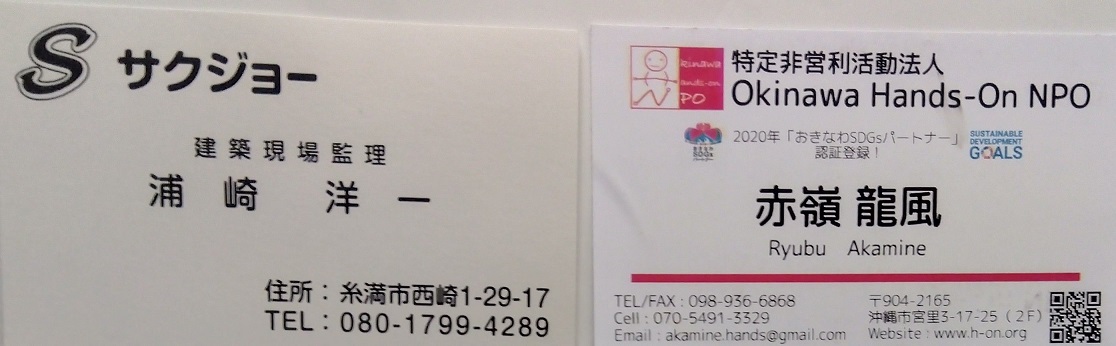 S サクジョー
建築現場監理
浦崎 洋一
住所：糸満市西崎1-29-17
TEL：080-1799-4289
特定非営利活動法人
Okinawa Hands-On NPO
2020年「おきなわSDGsパートナー」
認証登録！
SUSTAINABLE
DEVELOPMENT
GOALS
赤嶺 龍風
Ryubu Akamine
TEL/FAX : 098-936-6868
Cell : 070-5491-3329
Email : akamine.hands@gmail.com
〒904-2165
沖縄市宮里3-17-25（２F）
Website : www.h-on.org